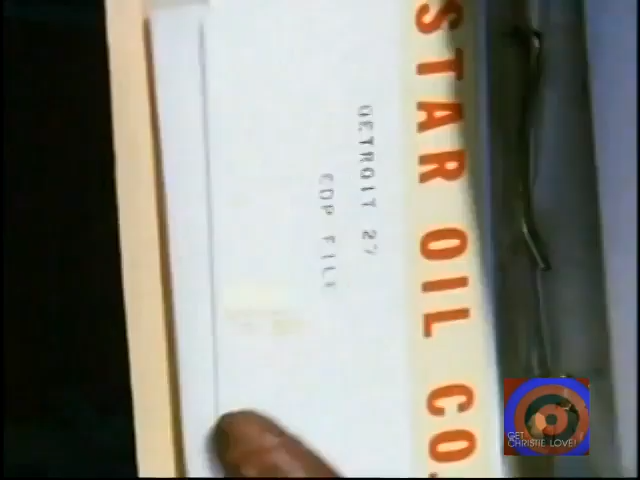 STAR OIL CO.
DETROIT 27
EDP FILE
GET
CHRISTIE LOVE!